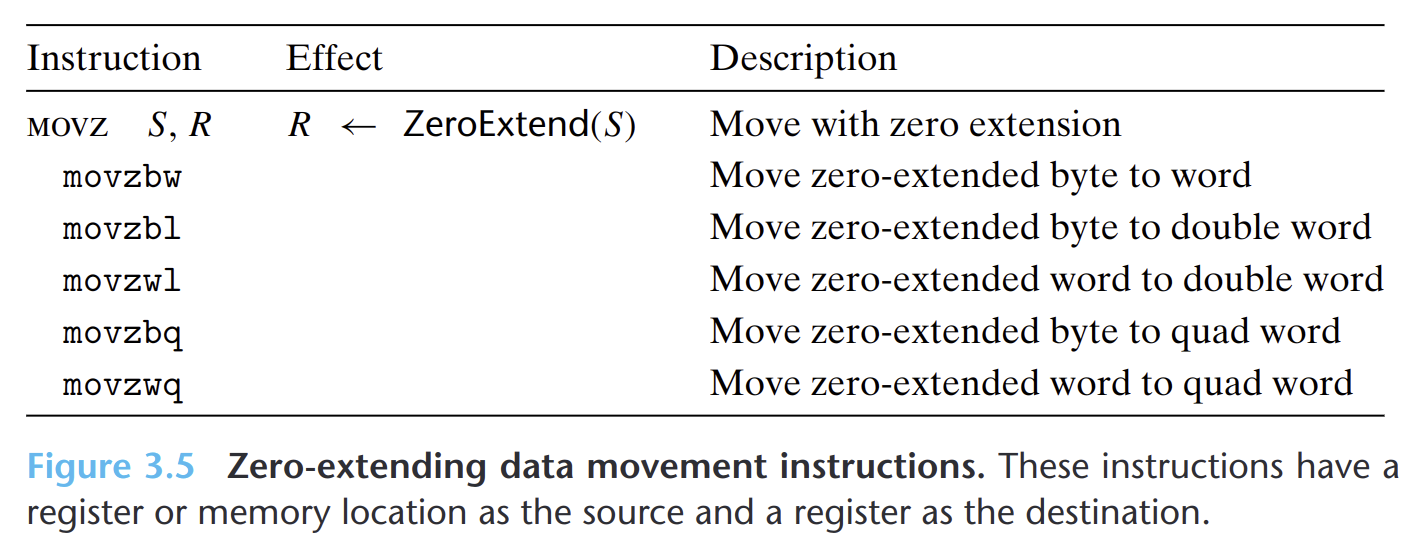 Instruction Effect Description
MOVZ S, R R ← ZeroExtend(S) Move with zero extension
movzbw Move zero-extended byte to word
movzbl Move zero-extended byte to double word
movzwl Move zero-extended word to double word
movzbq Move zero-extended byte to quad word
movzwq Move zero-extended word to quad word
Figure 3.5 Zero-extending data movement instructions. These instructions have a
register or memory location as the source and a register as the destination.